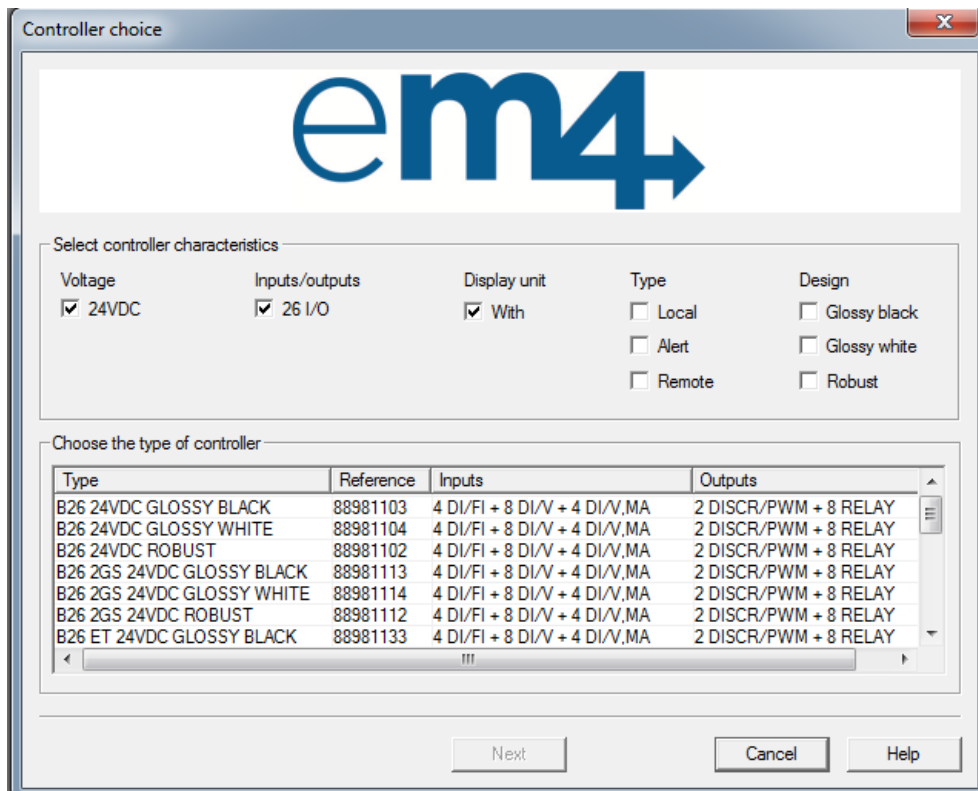 Controller choice
em4
Select controller characteristics
Voltage Inputs/outputs Display unit Type Design
24VDC 26 I/O With Local Glossy black
Alert Glossy white
Remote Robust
Choose the type of controller
Type Reference Inputs Outputs
B26 24VDC GLOSSY BLACK 88981103 4 DI/FI + 8 DI/V + 4 DI/V,MA 2 DISCR/PWM + 8 RELAY
B26 24VDC GLOSSY WHITE 88981104 4 DI/FI + 8 DI/V + 4 DI/V,MA 2 DISCR/PWM + 8 RELAY
B26 24VDC ROBUST 88981102 4 DI/FI + 8 DI/V + 4 DI/V,MA 2 DISCR/PWM + 8 RELAY
B26 2GS 24VDC GLOSSY BLACK 88981113 4 DI/FI + 8 DI/V + 4 DI/V,MA 2 DISCR/PWM + 8 RELAY
B26 2GS 24VDC GLOSSY WHITE 88981114 4 DI/FI + 8 DI/V + 4 DI/V,MA 2 DISCR/PWM + 8 RELAY
B26 2GS 24VDC ROBUST 88981112 4 DI/FI + 8 DI/V + 4 DI/V,MA 2 DISCR/PWM + 8 RELAY
B26 ET 24VDC GLOSSY BLACK 88981133 4 DI/FI + 8 DI/V + 4 DI/V,MA 2 DISCR/PWM + 8 RELAY
Next Cancel Help